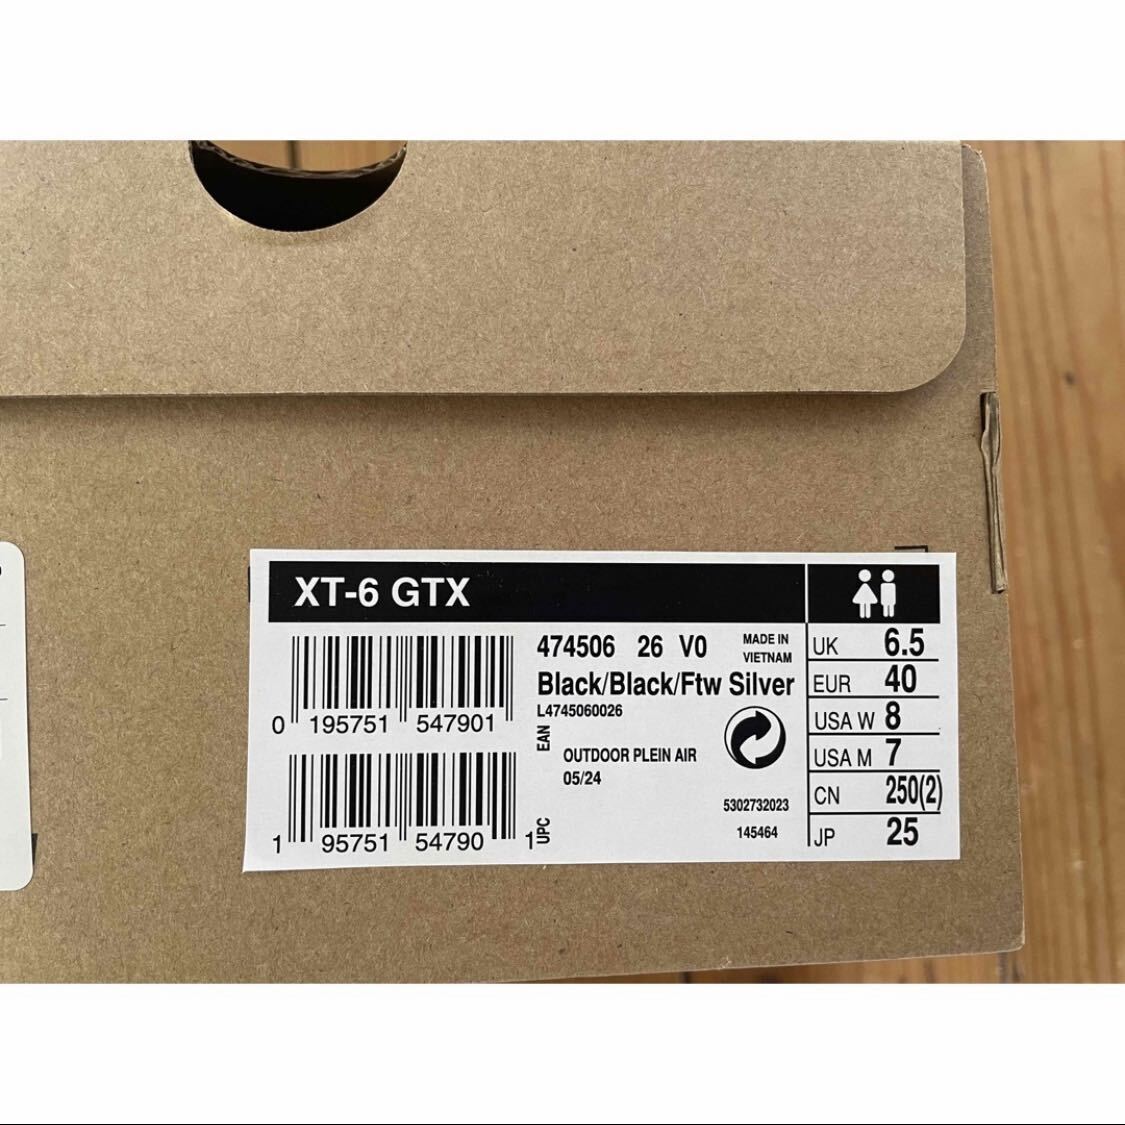 XT-6 GTX
474506 26 V0
MADE IN
VIETNAM
Black/Black/Ftw Silver
L4745060026
0 195751 547901
EAN
OUTDOOR PLEIN AIR
05/24
5302732023
145464
1 95751 54790 1
UPC
UK 6.5
EUR 40
USA W 8
USA M 7
CN 250(2)
JP 25